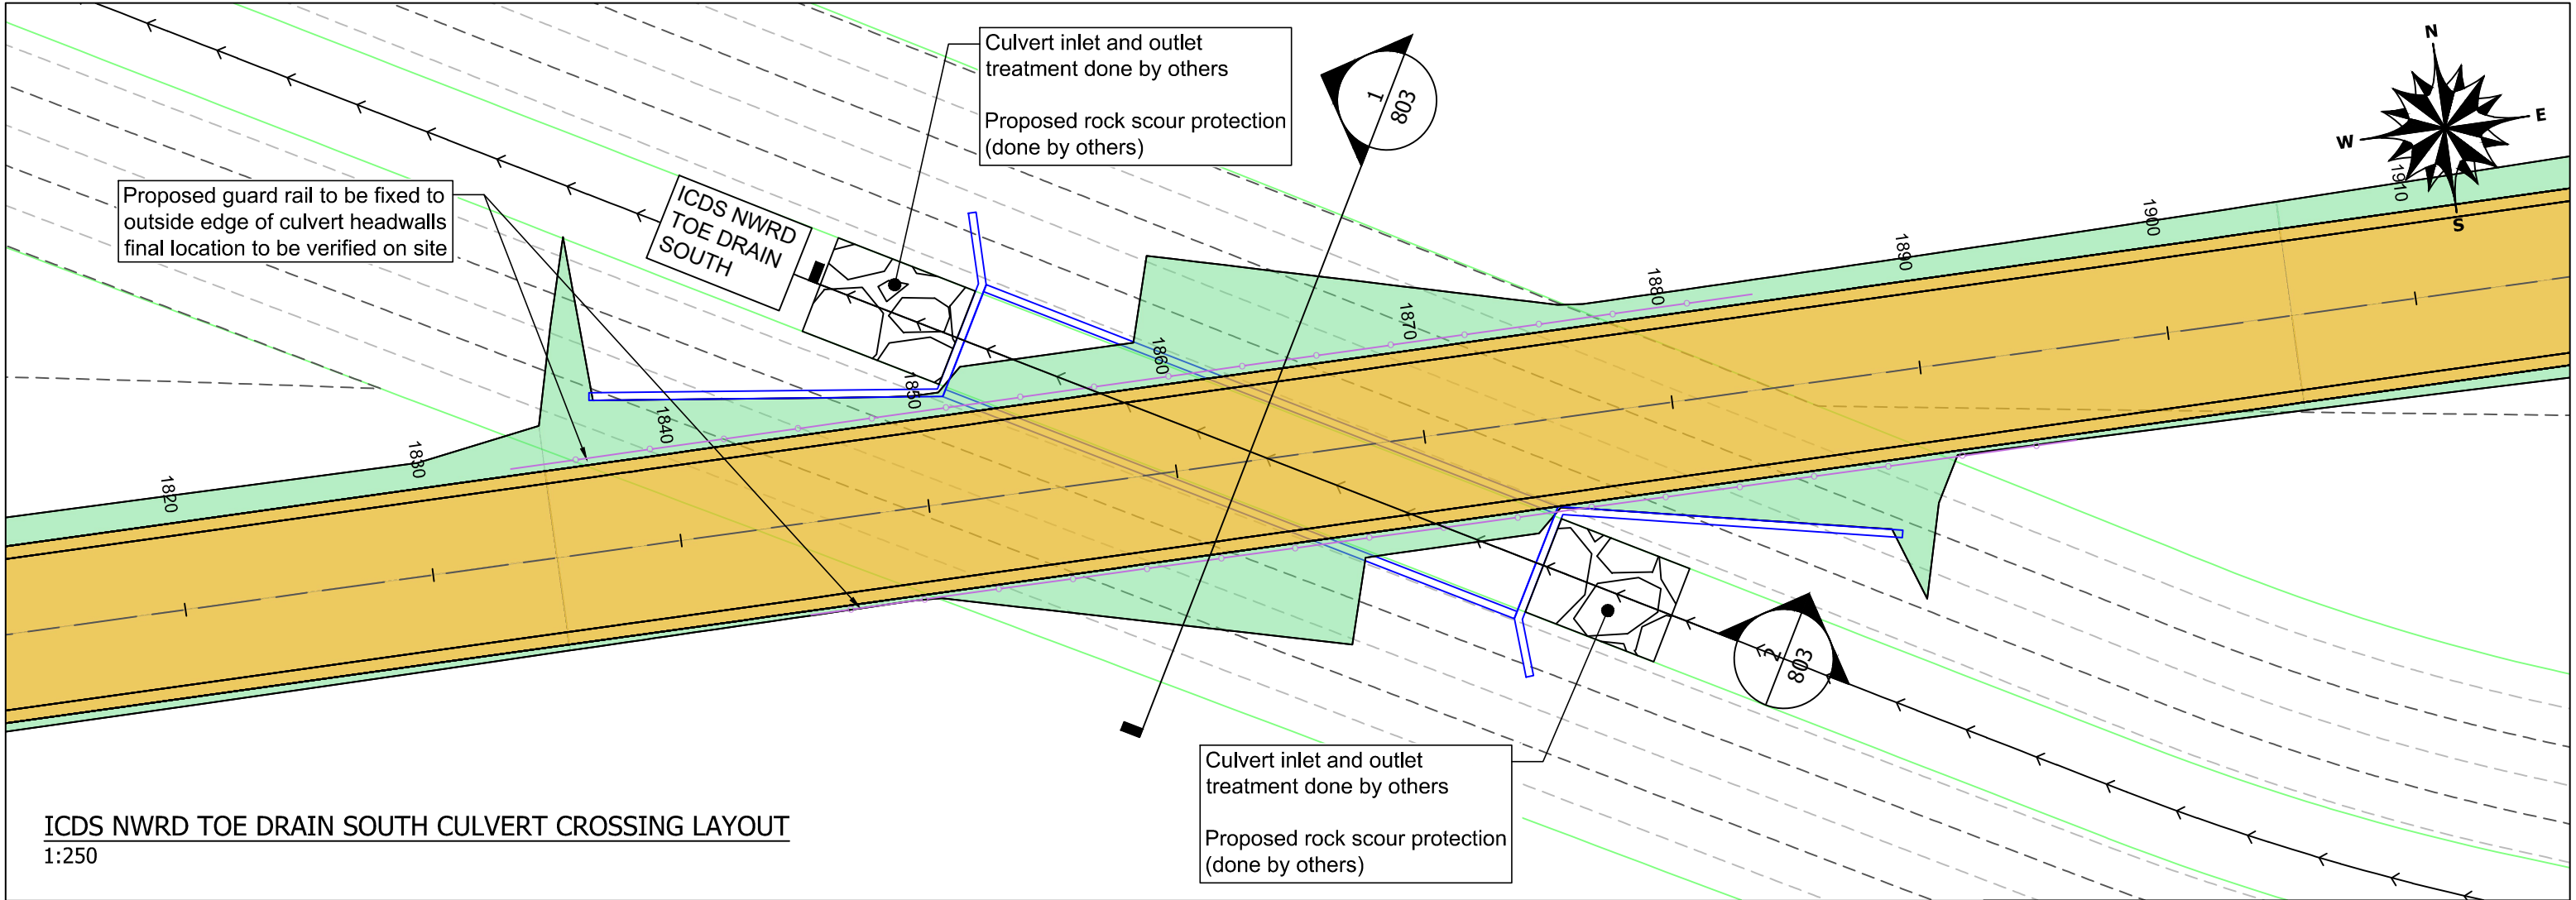 Culvert inlet and outlet
treatment done by others
Proposed rock scour protection
(done by others)
1
803
N
E
W
S
Proposed guard rail to be fixed to
outside edge of culvert headwalls
final location to be verified on site
ICDS NWRD
TOE DRAIN
SOUTH
1820
1830
1840
1850
1860
1870
1880
1890
1900
1910
2
803
Culvert inlet and outlet
treatment done by others
Proposed rock scour protection
(done by others)
ICDS NWRD TOE DRAIN SOUTH CULVERT CROSSING LAYOUT
1:250